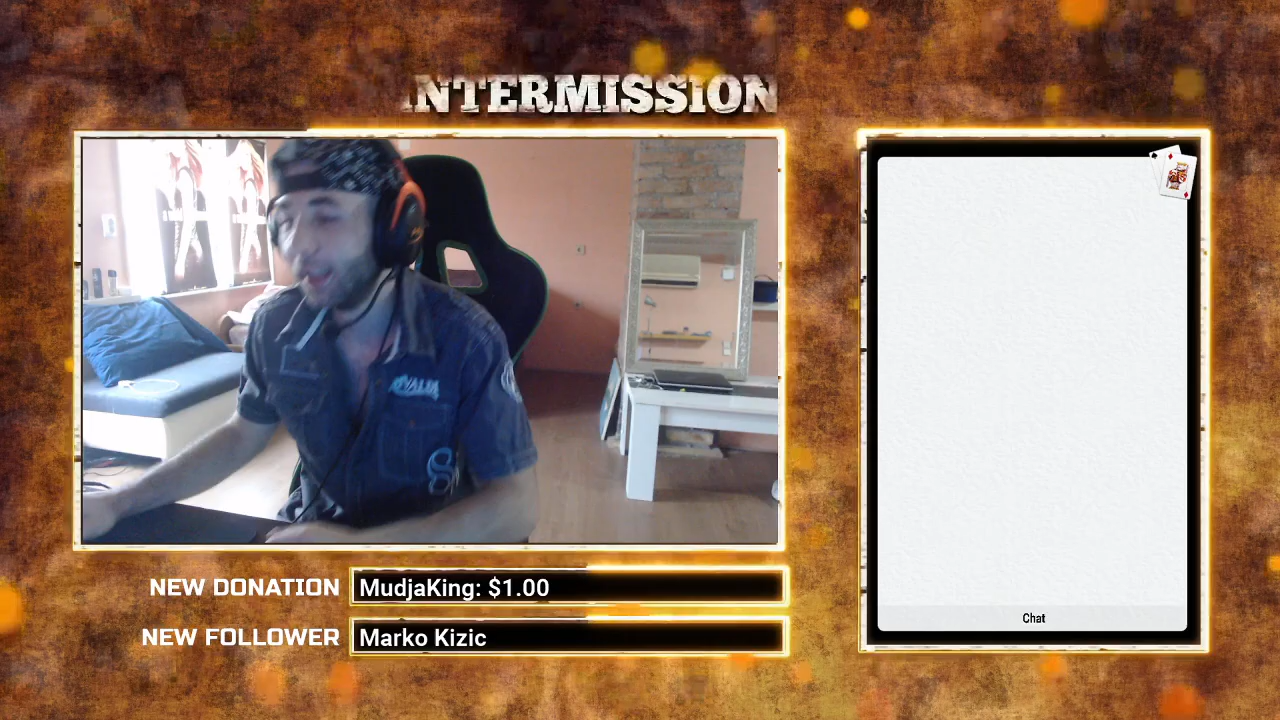 INTERMISSION
NEW DONATION
MudjaKing: $1.00
NEW FOLLOWER
Marko Kizic
Chat